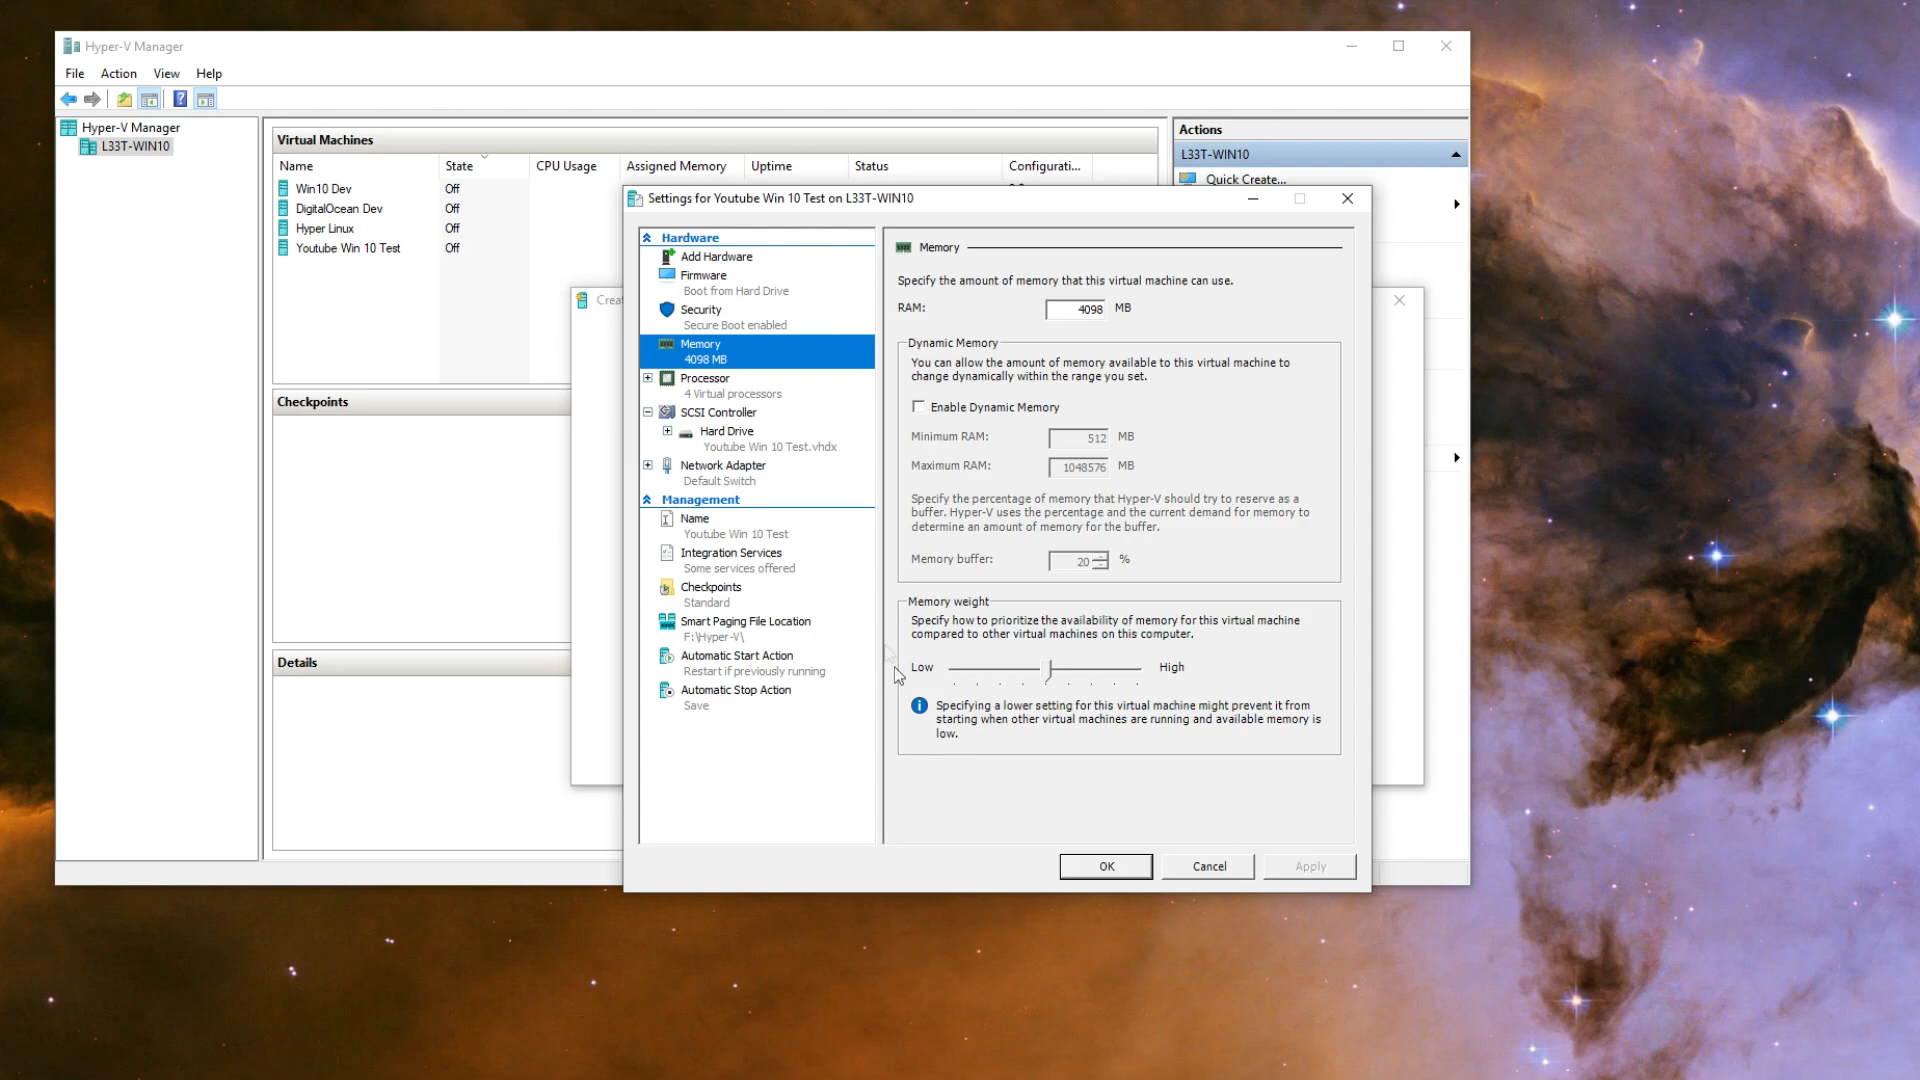 Hyper-V Manager
File Action View Help
Hyper-V Manager
L33T-WIN10
Virtual Machines
Name State CPU Usage Assigned Memory Uptime Status Configurati...
Win10 Dev Off
DigitalOcean Dev Off
Hyper Linux Off
Youtube Win 10 Test Off
Checkpoints
Details
Actions
L33T-WIN10
Quick Create...
Settings for Youtube Win 10 Test on L33T-WIN10
Hardware
Add Hardware
Firmware
Boot from Hard Drive
Security
Secure Boot enabled
Memory
4098 MB
Processor
4 Virtual processors
SCSI Controller
Hard Drive
Youtube Win 10 Test.vhdx
Network Adapter
Default Switch
Management
Name
Youtube Win 10 Test
Integration Services
Some services offered
Checkpoints
Standard
Smart Paging File Location
F:\Hyper-V\
Automatic Start Action
Restart if previously running
Automatic Stop Action
Save
Memory
Specify the amount of memory that this virtual machine can use.
RAM: 4098 MB
Dynamic Memory
You can allow the amount of memory available to this virtual machine to
change dynamically within the range you set.
Enable Dynamic Memory
Minimum RAM: 512 MB
Maximum RAM: 1048576 MB
Specify the percentage of memory that Hyper-V should try to reserve as a
buffer. Hyper-V uses the percentage and the current demand for memory to
determine an amount of memory for the buffer.
Memory buffer: 20 %
Memory weight
Specify how to prioritize the availability of memory for this virtual machine
compared to other virtual machines on this computer.
Low High
Specifying a lower setting for this virtual machine might prevent it from
starting when other virtual machines are running and available memory is
low.
OK Cancel Apply